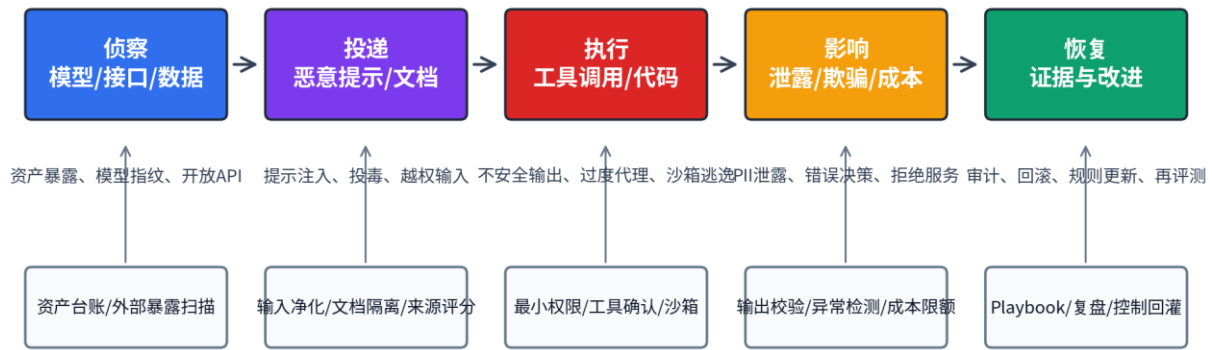 侦察
模型/接口/数据
投递
恶意提示/文档
执行
工具调用/代码
影响
泄露/欺骗/成本
恢复
证据与改进
资产暴露、模型指纹、开放API
提示注入、投毒、越权输入
不安全输出、过度代理、沙箱逃逸
PII泄露、错误决策、拒绝服务
审计、回滚、规则更新、再评测
资产台账/外部暴露扫描
输入净化/文档隔离/来源评分
最小权限/工具确认/沙箱
输出校验/异常检测/成本限额
Playbook/复盘/控制回灌